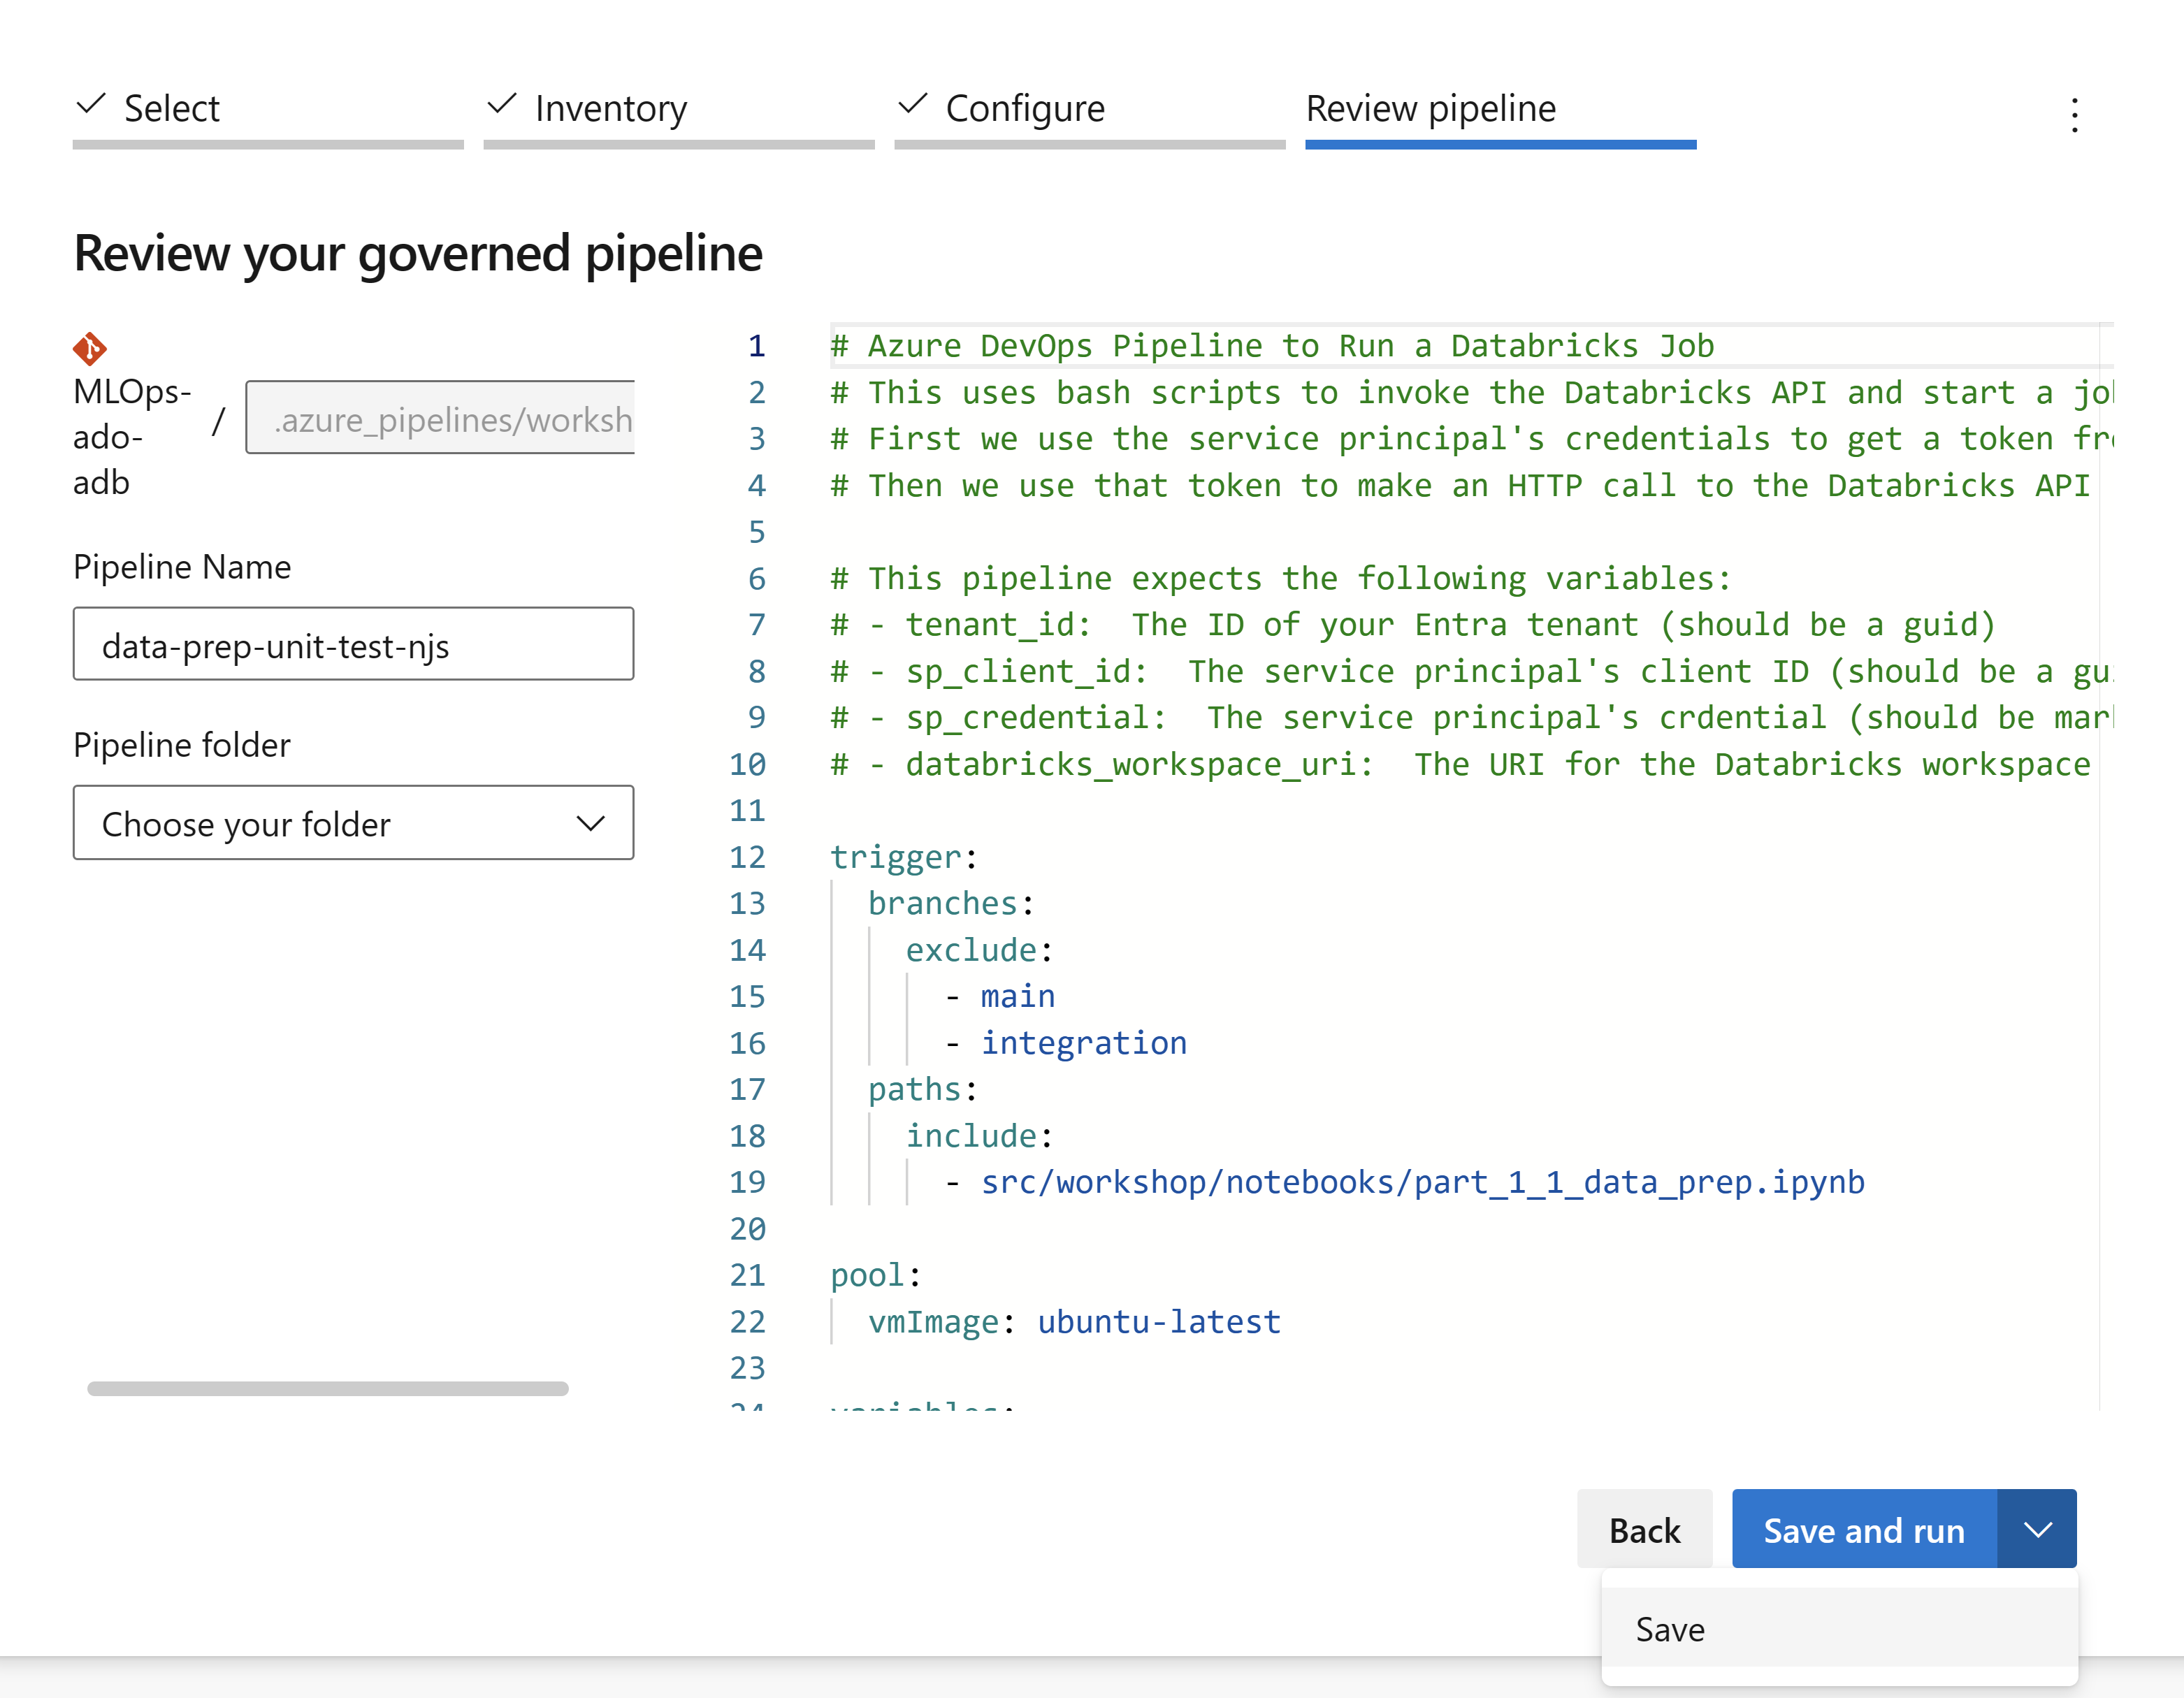 Select
Inventory
Configure
Review pipeline
Review your governed pipeline
MLOps-
ado-
adb
/
.azure_pipelines/worksh
Pipeline Name
data-prep-unit-test-njs
Pipeline folder
Choose your folder
1 # Azure DevOps Pipeline to Run a Databricks Job
2 # This uses bash scripts to invoke the Databricks API and start a
3 # First we use the service principal's credentials to get a token
4 # Then we use that token to make an HTTP call to the Databricks API
5
6 # This pipeline expects the following variables:
7 # - tenant_id:  The ID of your Entra tenant (should be a guid)
8 # - sp_client_id:  The service principal's client ID (should be a
9 # - sp_credential:  The service principal's crdential (should be
10 # - databricks_workspace_uri:  The URI for the Databricks workspace
11
12 trigger:
13   branches:
14     exclude:
15       - main
16       - integration
17   paths:
18     include:
19       - src/workshop/notebooks/part_1_1_data_prep.ipynb
20
21 pool:
22   vmImage: ubuntu-latest
23
24 variables:
Back
Save and run
Save